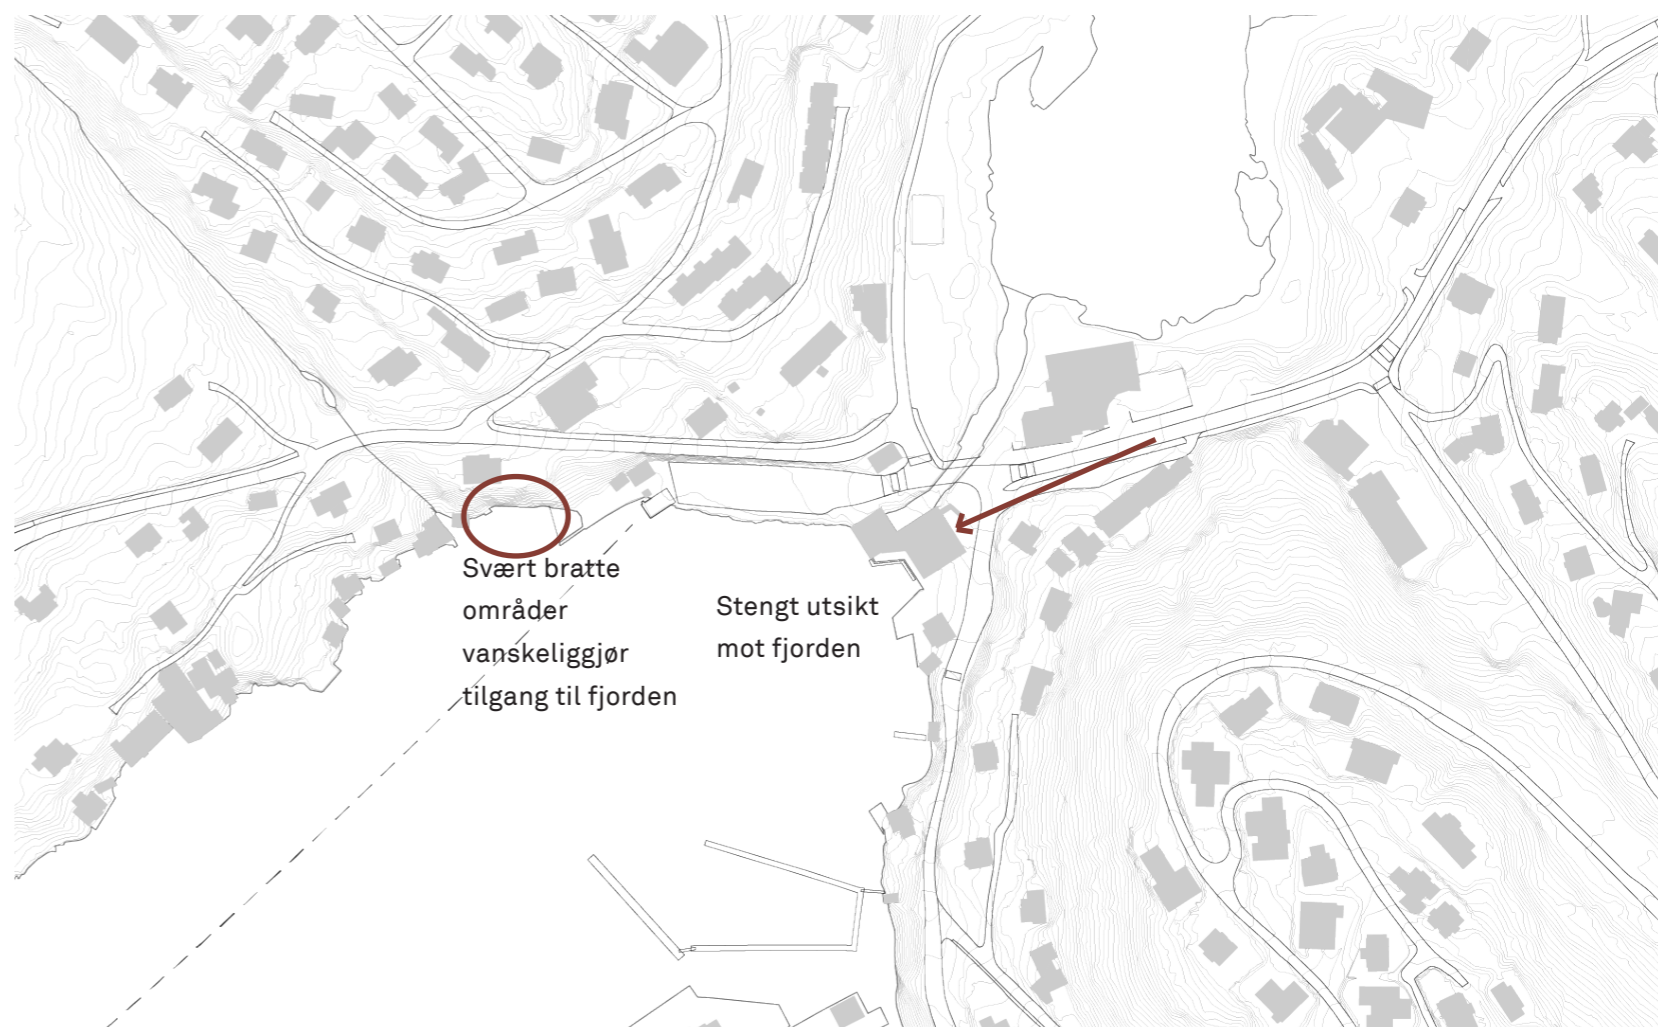 Svært bratte
områder
vanskeliggjør
tilgang til fjorden
Stengt utsikt
mot fjorden